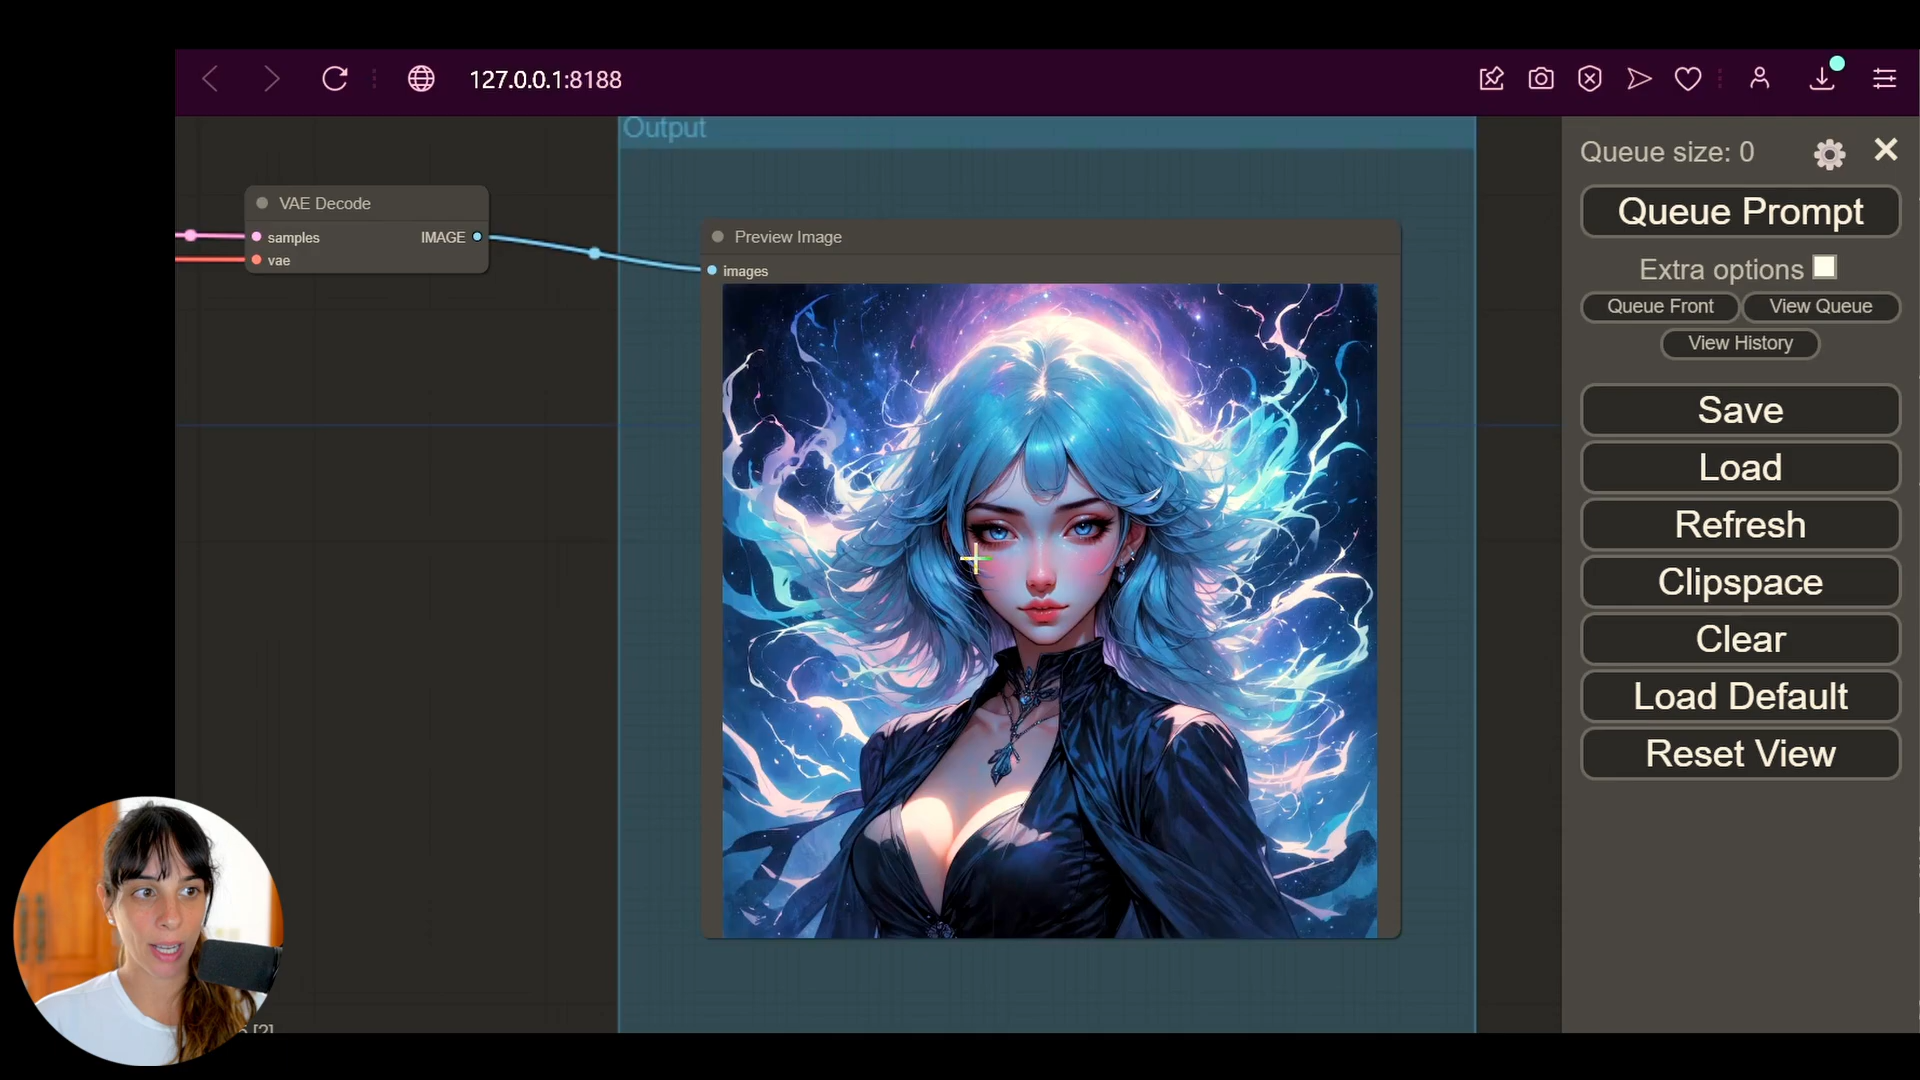 127.0.0.1:8188
Output
Queue size: 0
Queue Prompt
Extra options
Queue Front
View Queue
View History
Save
Load
Refresh
Clipspace
Clear
Load Default
Reset View
VAE Decode
samples
IMAGE
vae
Preview Image
images
[2]